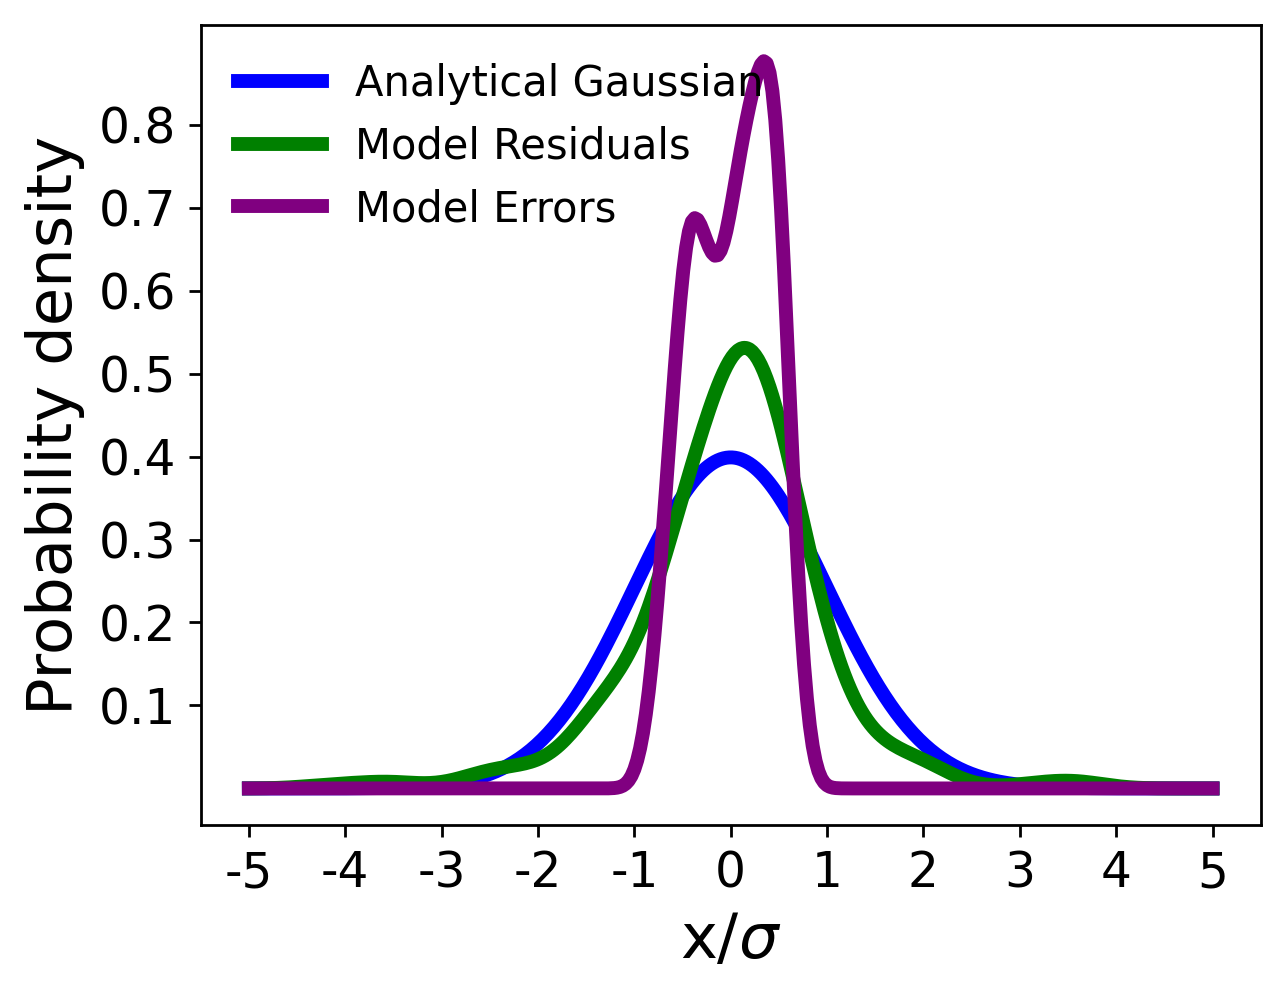 Analytical Gaussian
Model Residuals
Model Errors
Probability density
0.8
0.7
0.6
0.5
0.4
0.3
0.2
0.1
-5 -4 -3 -2 -1 0 1 2 3 4 5
x/σ